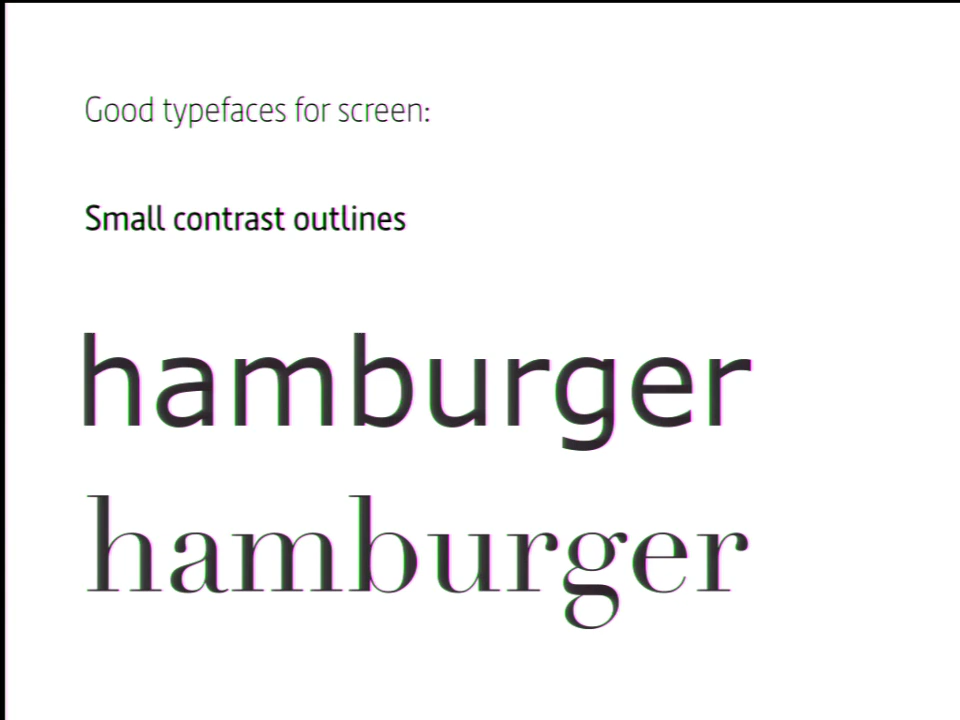 Good typefaces for screen:
Small contrast outlines
hamburger
hamburger